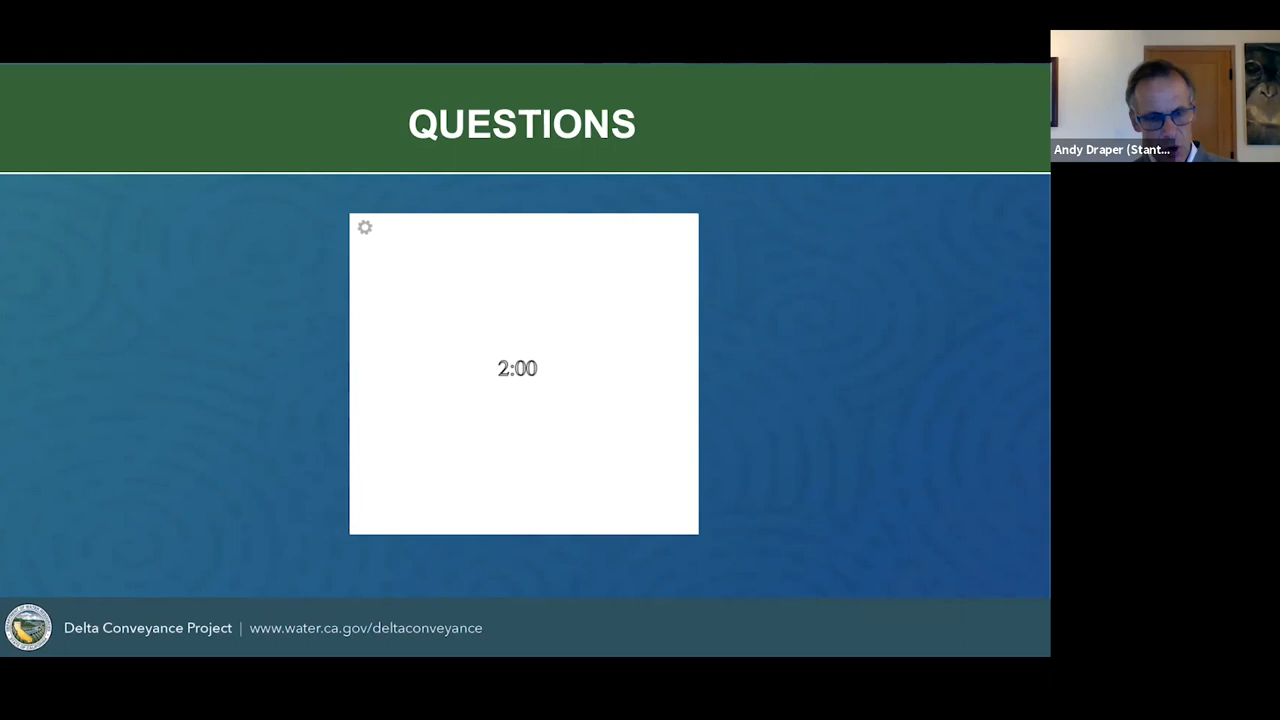 QUESTIONS
Andy Draper (Stant...
2:00
Delta Conveyance Project | www.water.ca.gov/deltaconveyance